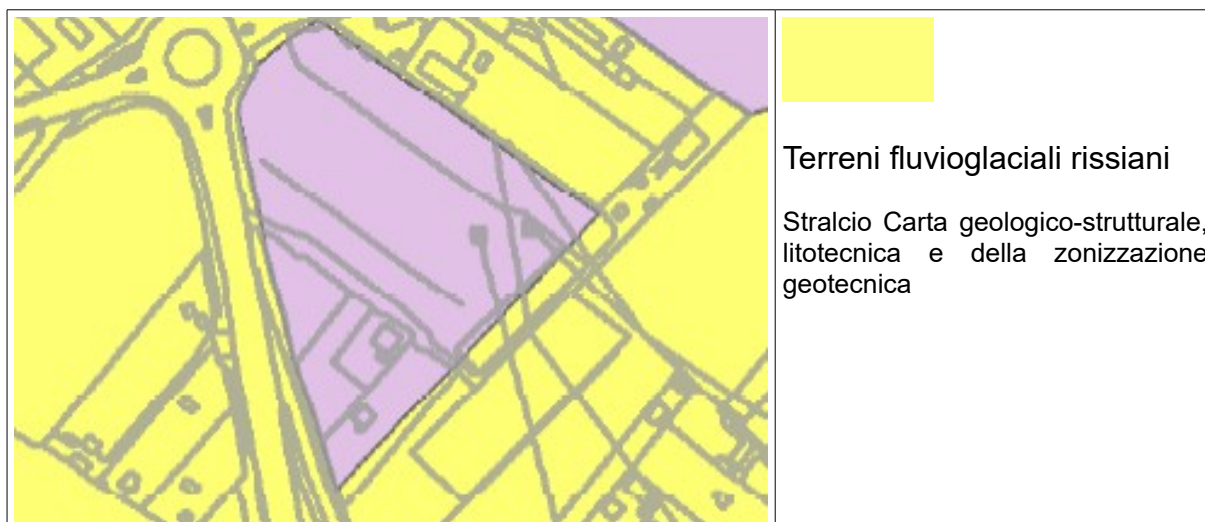 Terreni fluvioglaciali rissiani
Stralcio Carta geologico-strutturale,
litotecnica e della zonizzazione
geotecnica